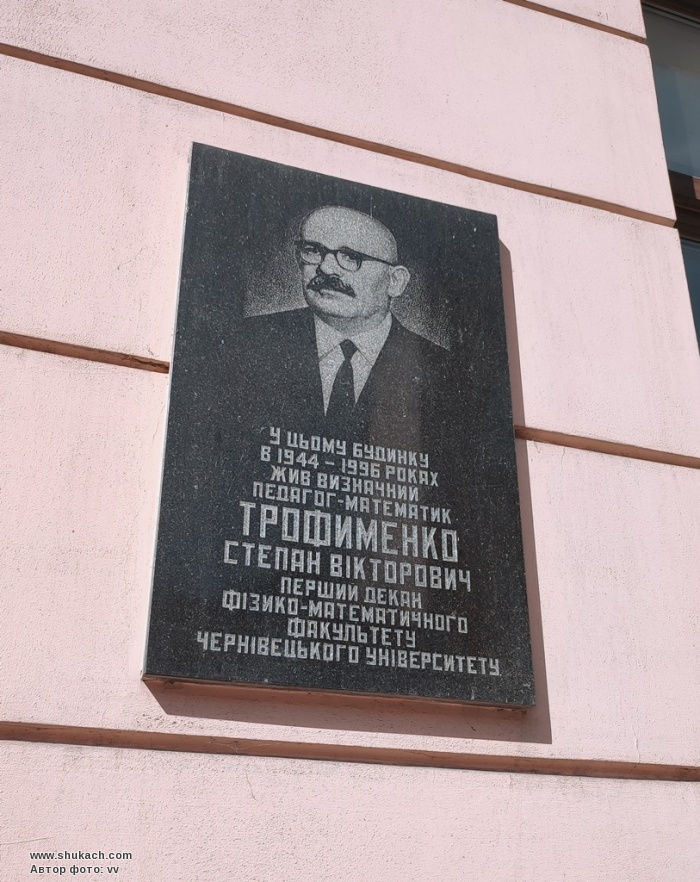 У ЦЬОМУ БУДИНКУ
В 1944 – 1996 РОКАХ
ЖИВ ВИЗНАЧНИЙ
ПЕДАГОГ-МАТЕМАТИК
ТРОФИМЕНКО
СТЕПАН ВІКТОРОВИЧ
ПЕРШИЙ ДЕКАН
ФІЗИКО-МАТЕМАТИЧНОГО
ФАКУЛЬТЕТУ
ЧЕРНІВЕЦЬКОГО УНІВЕРСИТЕТУ
www.shukach.com
Автор фото: vv